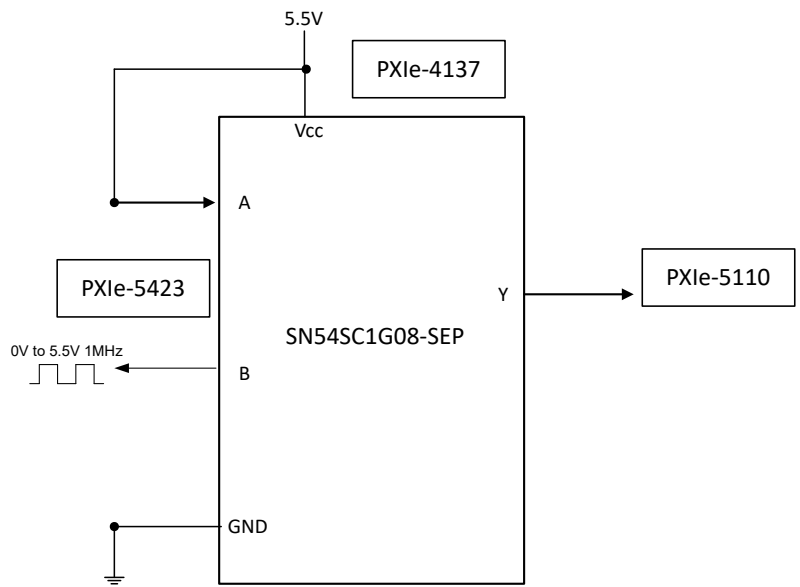 5.5V
PXIe-4137
Vcc
A
PXIe-5423
PXIe-5110
Y
SN54SC1G08-SEP
0V to 5.5V 1MHz
B
GND